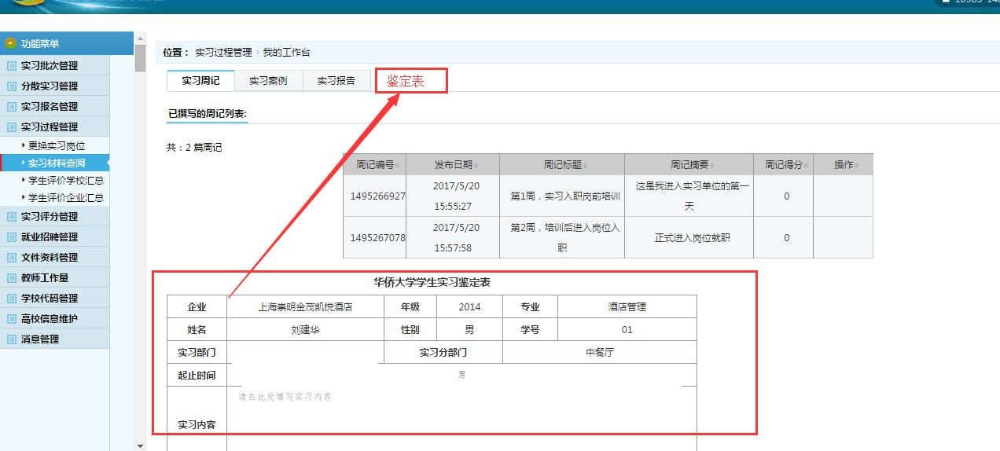 功能菜单
实习批次管理
分散实习管理
实习报名管理
实习过程管理
更换实习岗位
实习材料查阅
学生评价学校汇总
学生评价企业汇总
实习评分管理
就业招聘管理
文件资料管理
教师工作量
学校代码管理
高校信息维护
消息管理
位置： 实习过程管理 › 我的工作台
实习周记 实习案例 实习报告 鉴定表
已撰写的周记列表:
共：2 篇周记
周记编号 发布日期 周记标题 周记摘要 周记得分 操作
1495266927 2017/5/20 15:55:27 第1周，实习入职岗前培训 这是我进入实习单位的第一天 0
1495267078 2017/5/20 15:57:58 第2周，培训后进入岗位入职 正式进入岗位就职 0
华侨大学学生实习鉴定表
企业 上海崇明金茂凯悦酒店 年级 2014 专业 酒店管理
姓名 刘建华 性别 男 学号 01
实习部门 实习分部门 中餐厅
起止时间 男
请在此处填写实习内容
实习内容